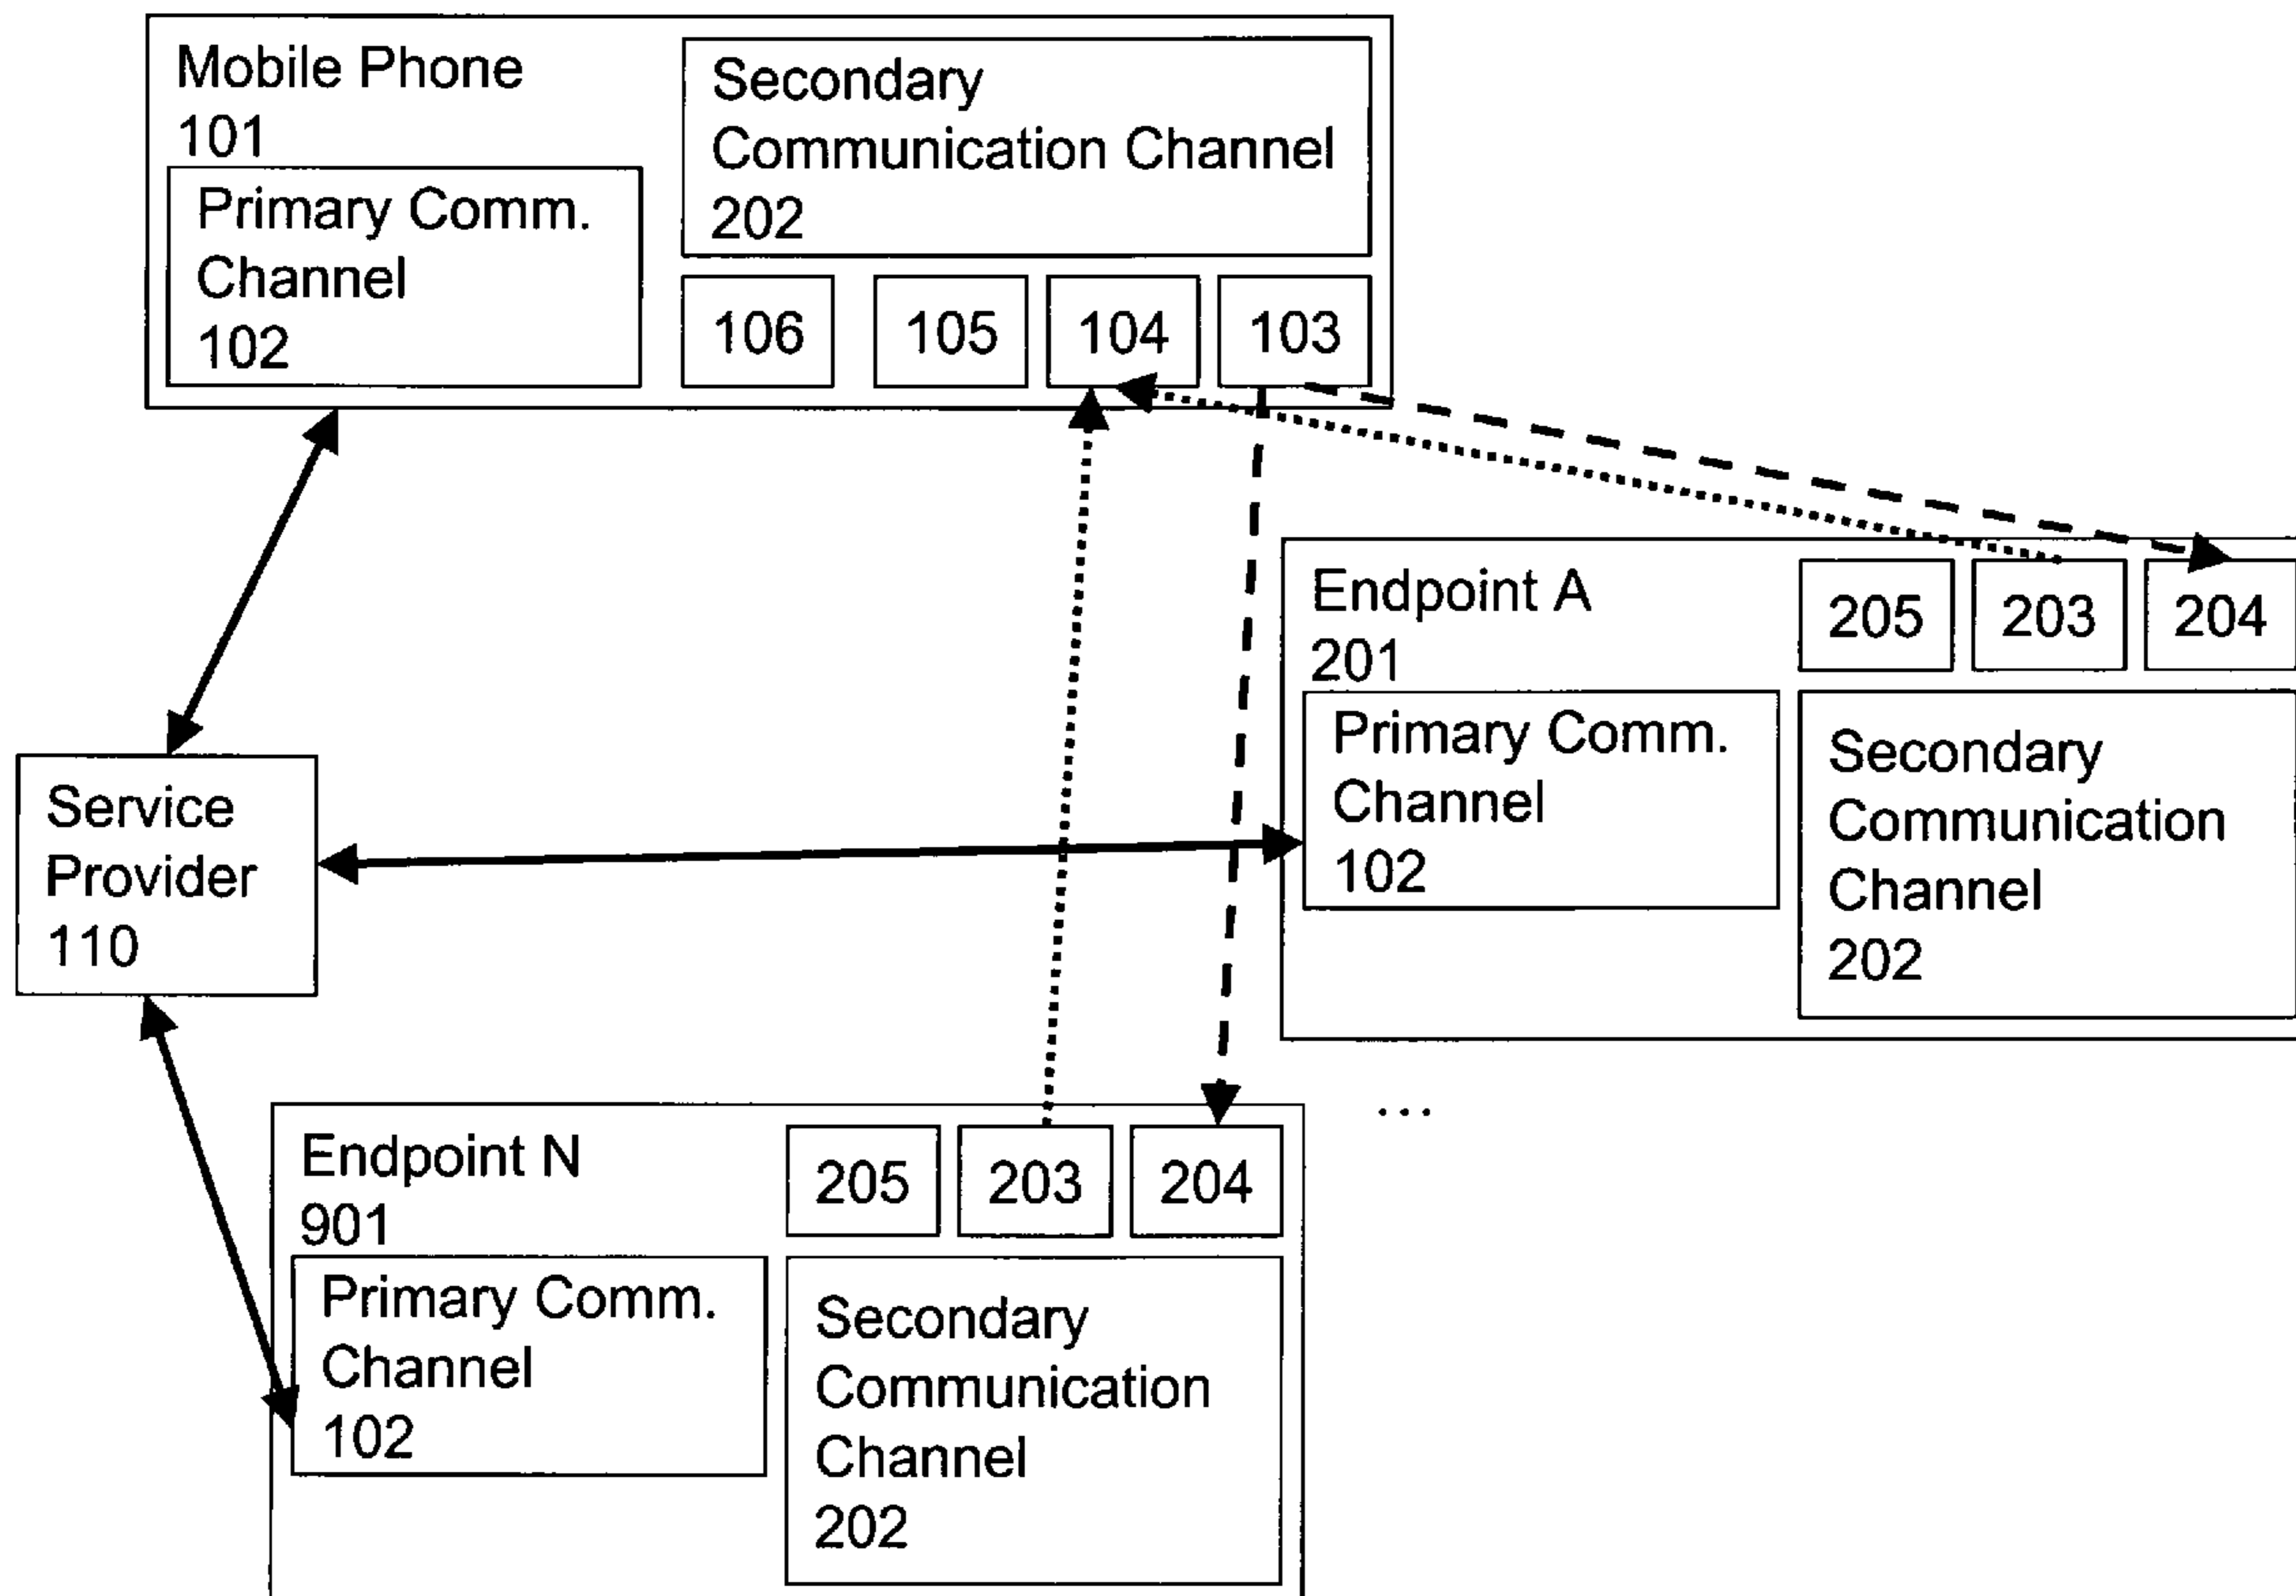 Mobile Phone
101
Primary Comm.
Channel
102
Secondary
Communication Channel
202
106
105
104
103
Endpoint A
201
205
203
204
Primary Comm.
Channel
102
Secondary
Communication
Channel
202
Service
Provider
110
...
Endpoint N
901
205
203
204
Primary Comm.
Channel
102
Secondary
Communication
Channel
202